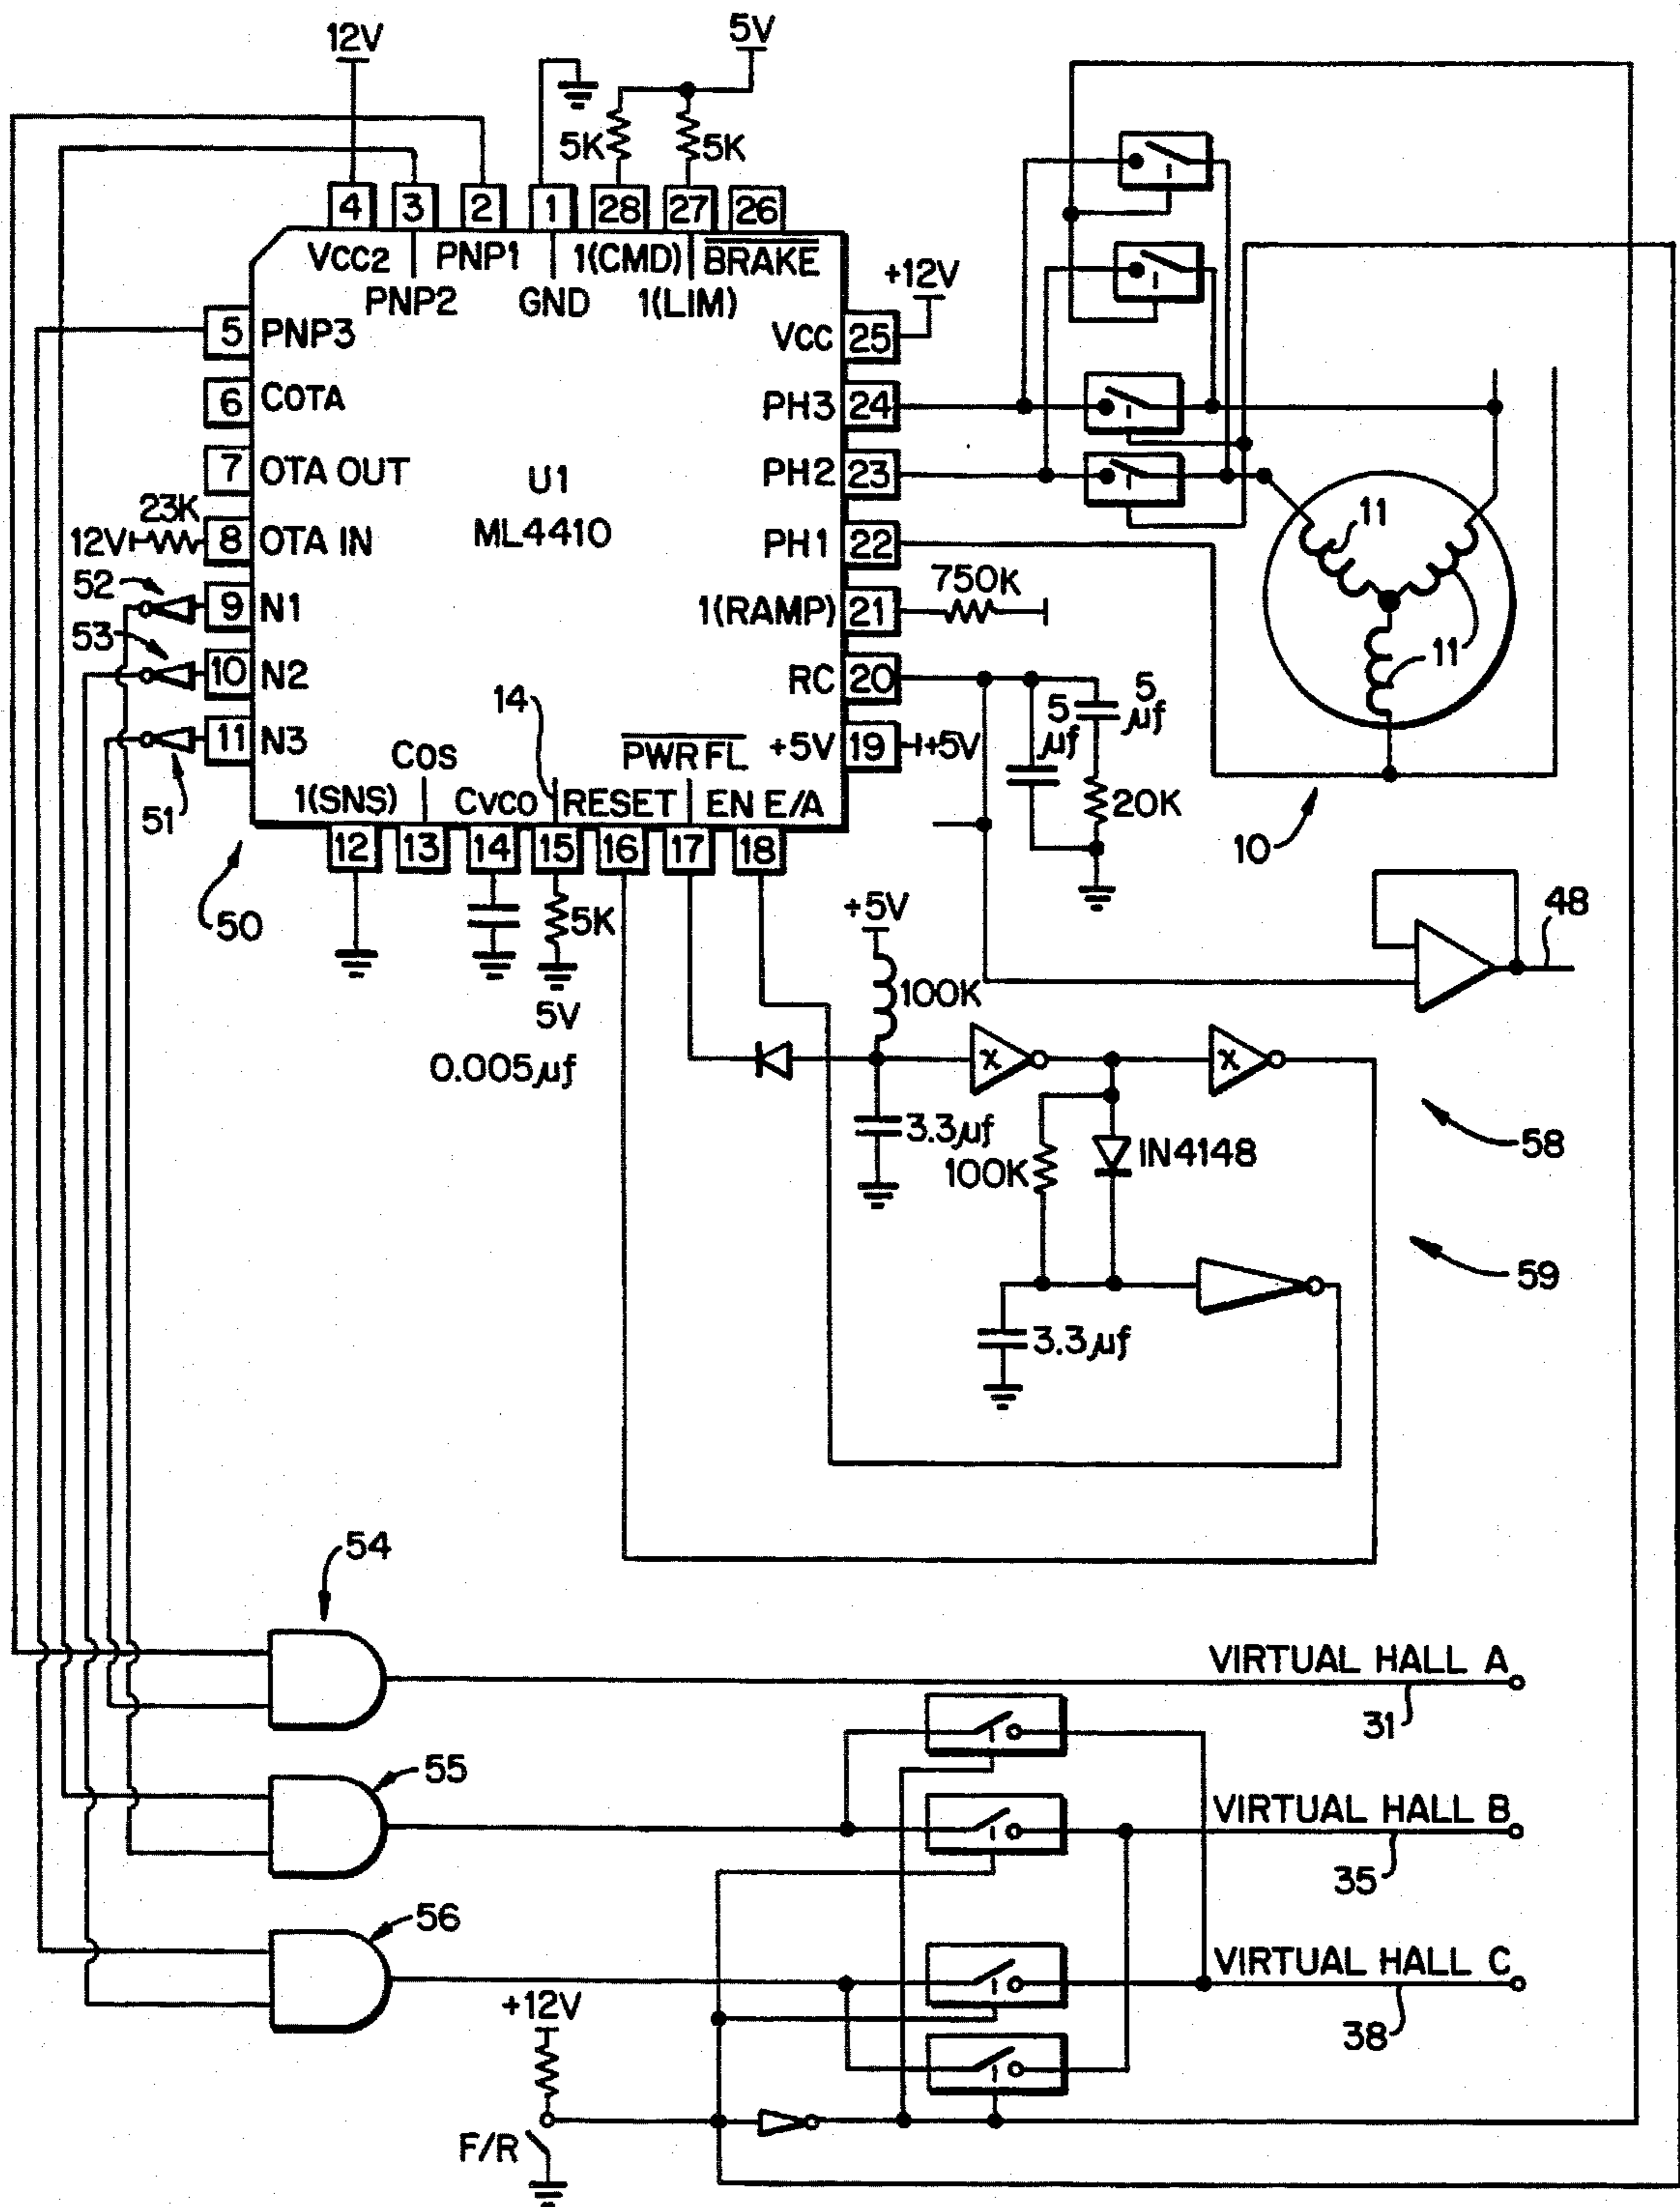 12V
5V
5K
5K
4
3
2
1
28
27
26
VCC2
PNP1
1(CMD)
BRAKE
PNP2
GND
1(LIM)
+12V
5
PNP3
VCC
25
6
COTA
PH3
24
7
OTA OUT
U1
PH2
23
23K
12V
8
OTA IN
ML4410
PH1
22
11
52
9
N1
750K
1(RAMP)
21
53
10
N2
RC
20
11
14
5
µf
5
µf
11
N3
COS
PWR FL
+5V
19
+5V
1(SNS)
CVCO
RESET
EN E/A
20K
51
12
13
14
15
16
17
18
10
50
5K
+5V
48
100K
5V
0.005µf
X
X
3.3µf
100K
IN4148
58
59
3.3µf
54
VIRTUAL HALL A
31
55
VIRTUAL HALL B
35
56
VIRTUAL HALL C
+12V
38
F/R